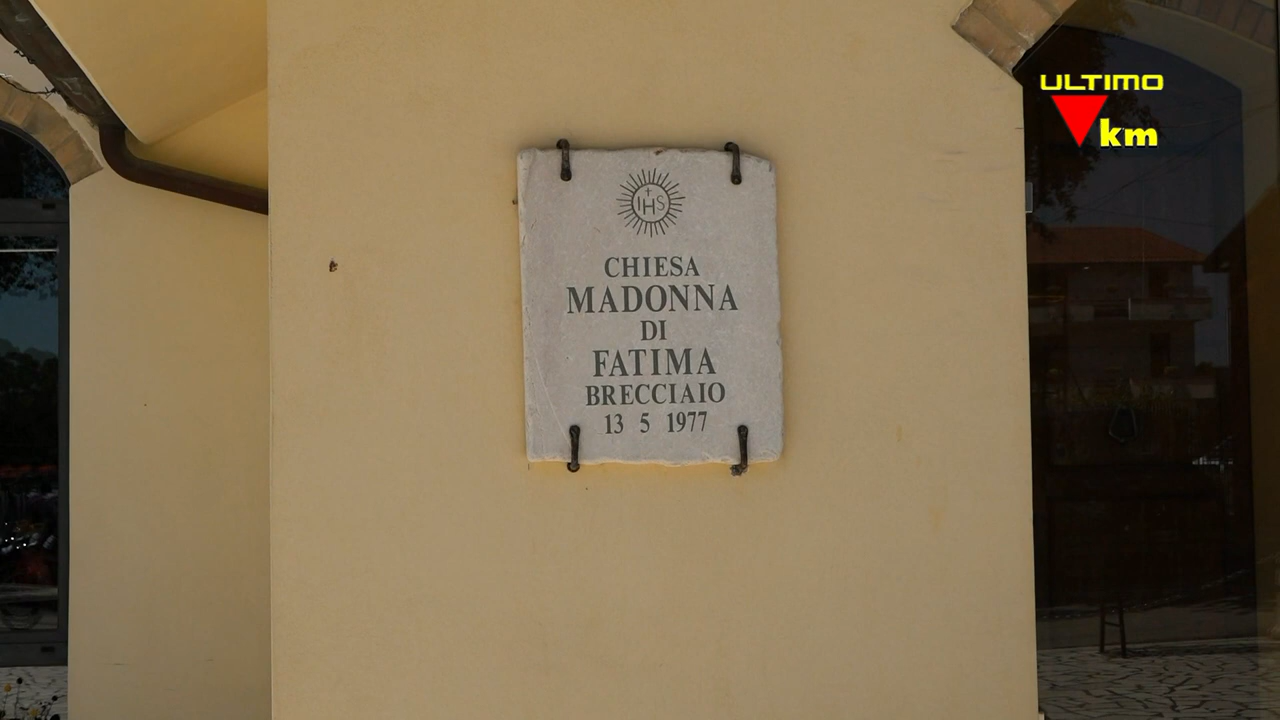 ULTIMO
km
IHS
CHIESA
MADONNA
DI
FATIMA
BRECCIAIO
13 5 1977